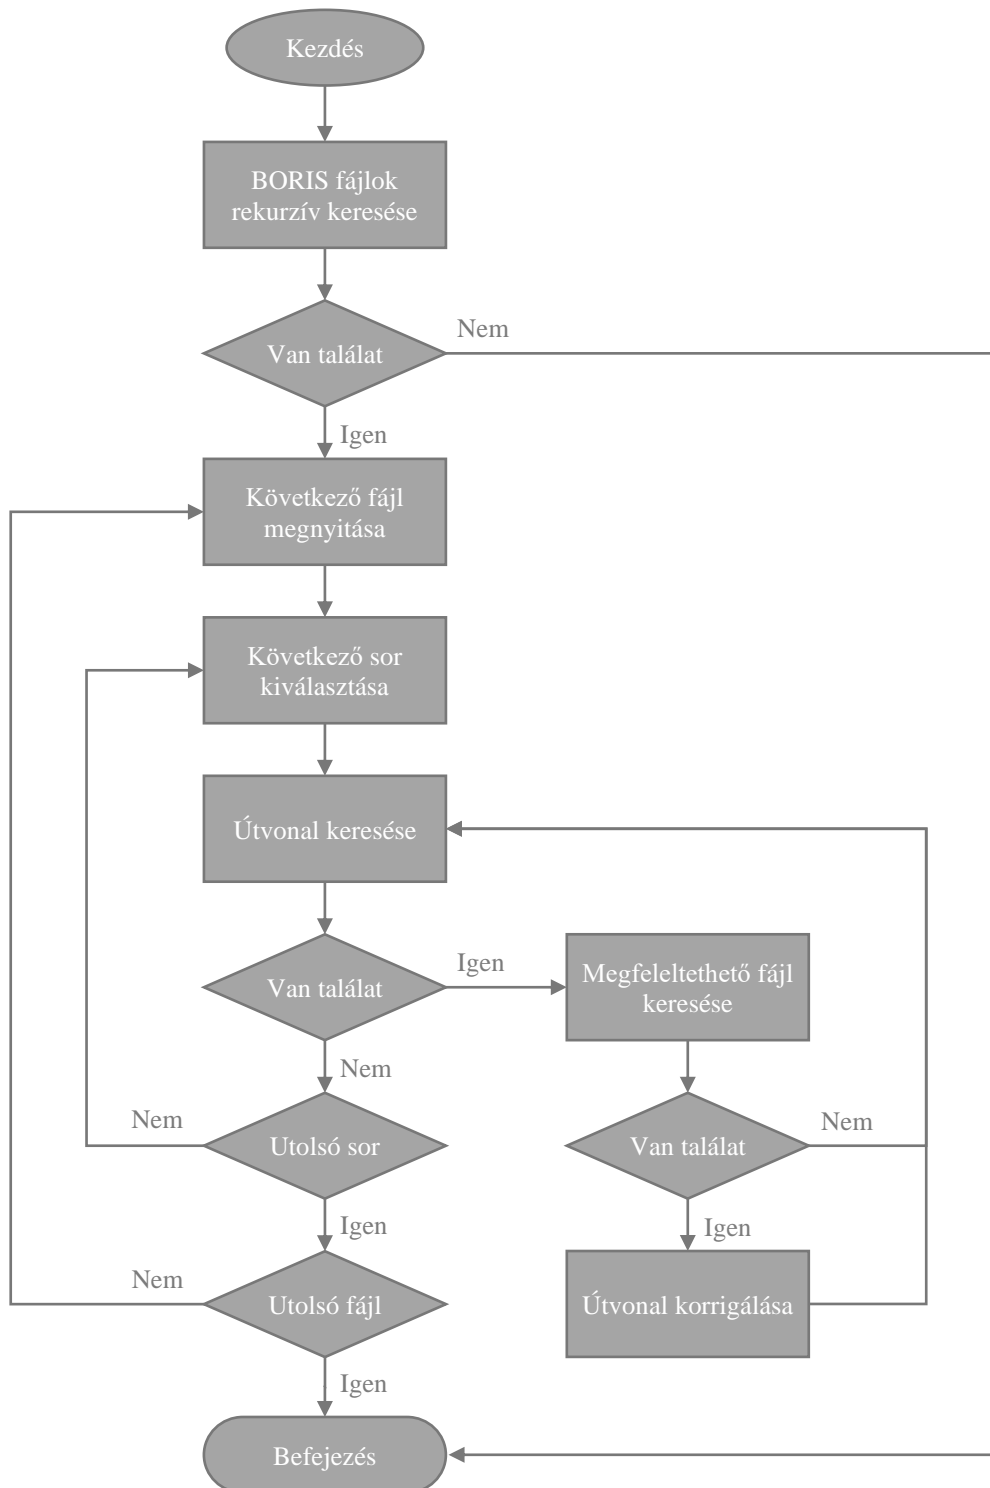 Kezdés
BORIS fájlok
rekurzív keresése
Van találat
Nem
Igen
Következő fájl
megnyitása
Következő sor
kiválasztása
Útvonal keresése
Van találat
Igen
Megfeleltethető fájl
keresése
Nem
Nem
Utolsó sor
Van találat
Nem
Igen
Igen
Nem
Utolsó fájl
Útvonal korrigálása
Igen
Befejezés